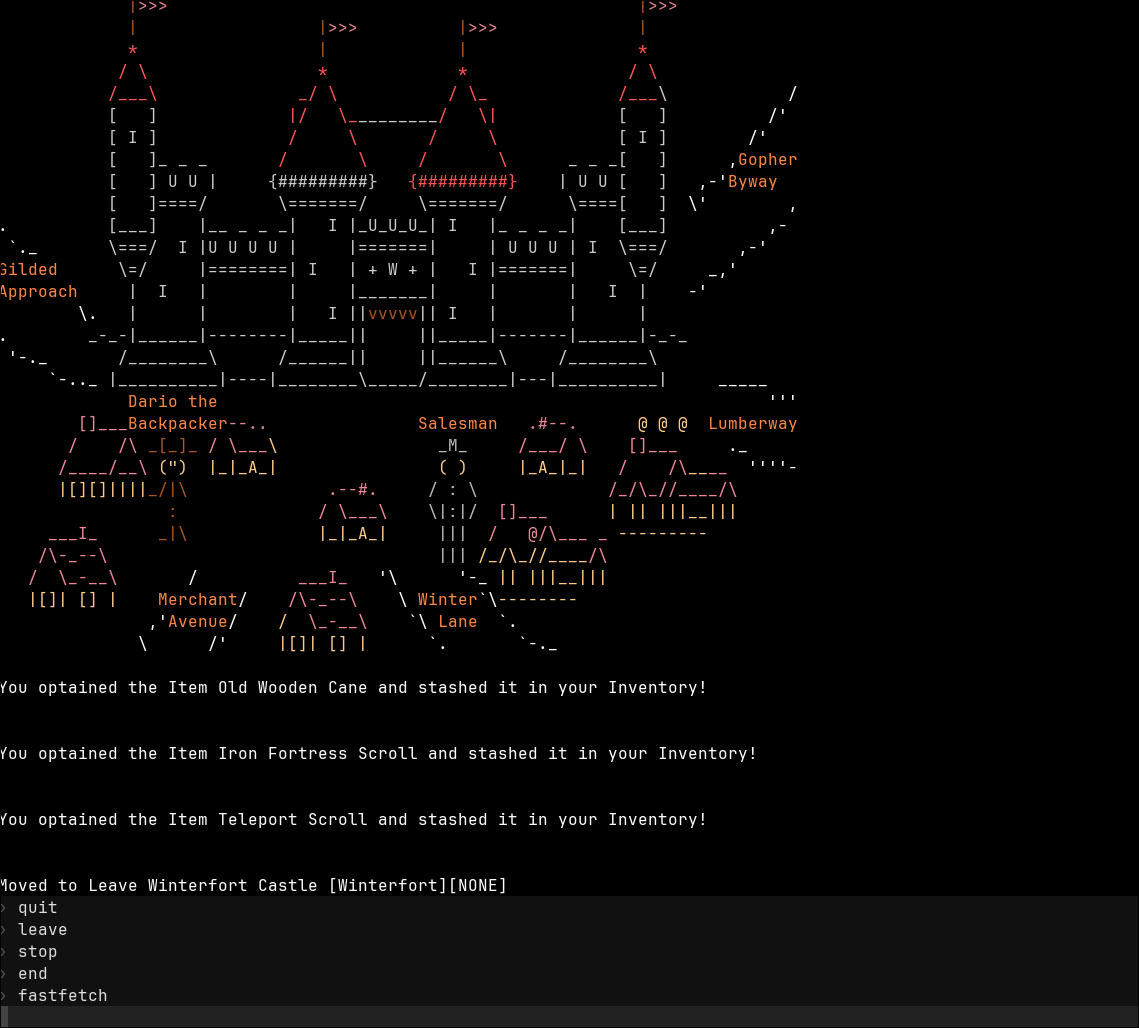 Gopher
Byway
Gilded
Approach
Dario the
Backpacker
Salesman
Lumberway
Merchant
Avenue
Winter
Lane
You optained the Item Old Wooden Cane and stashed it in your Inventory!
You optained the Item Iron Fortress Scroll and stashed it in your Inventory!
You optained the Item Teleport Scroll and stashed it in your Inventory!
Moved to Leave Winterfort Castle [Winterfort][NONE]
› quit
› leave
› stop
› end
› fastfetch